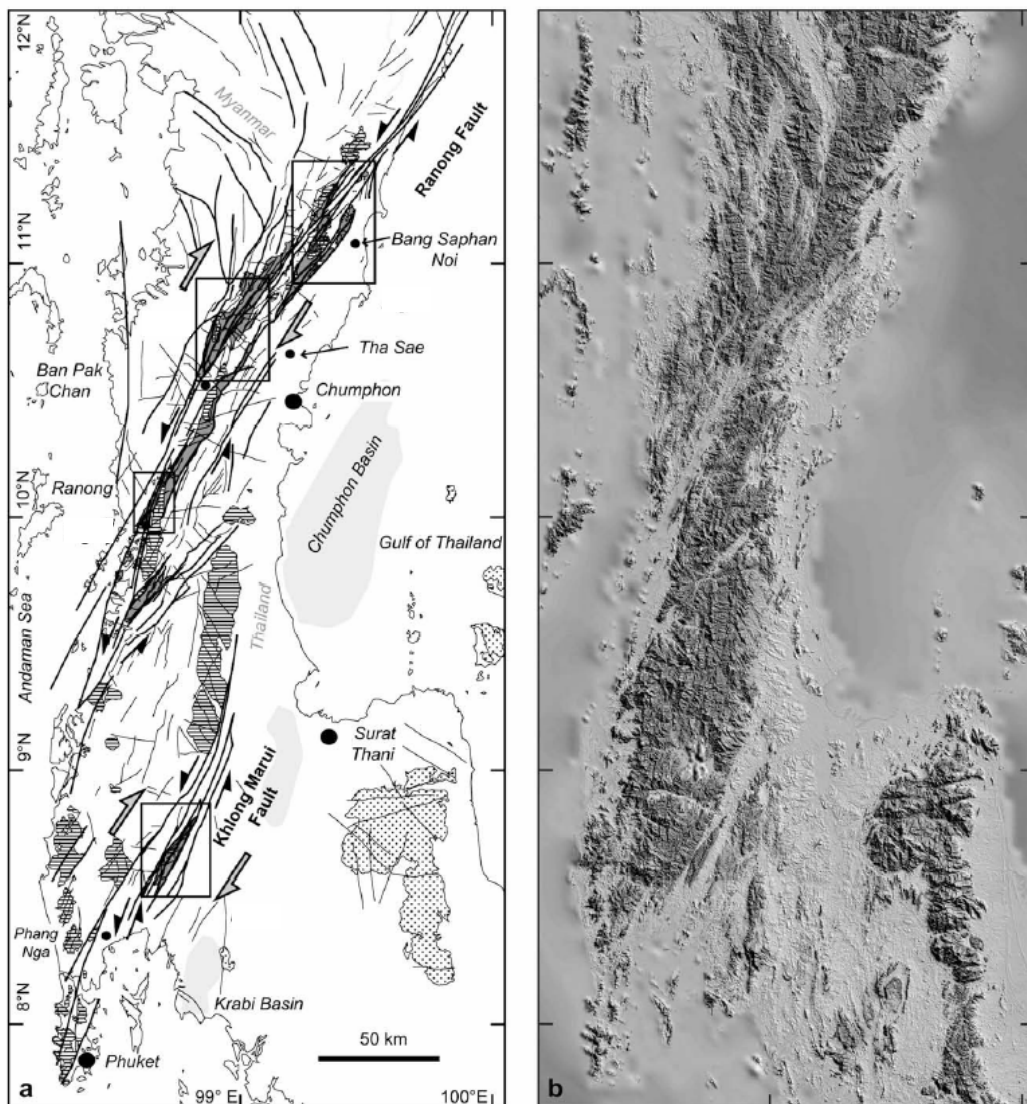 12°N
Myanmar
Ranong Fault
11°N
Bang Saphan
Noi
Tha Sae
Ban Pak
Chan
Chumphon
Chumphon Basin
Ranong
10°N
Gulf of Thailand
Andaman Sea
Thailand
9°N
Surat
Thani
Khlong Marui
Fault
Phang
Nga
8°N
Krabi Basin
50 km
Phuket
a
99°E
100°E
b